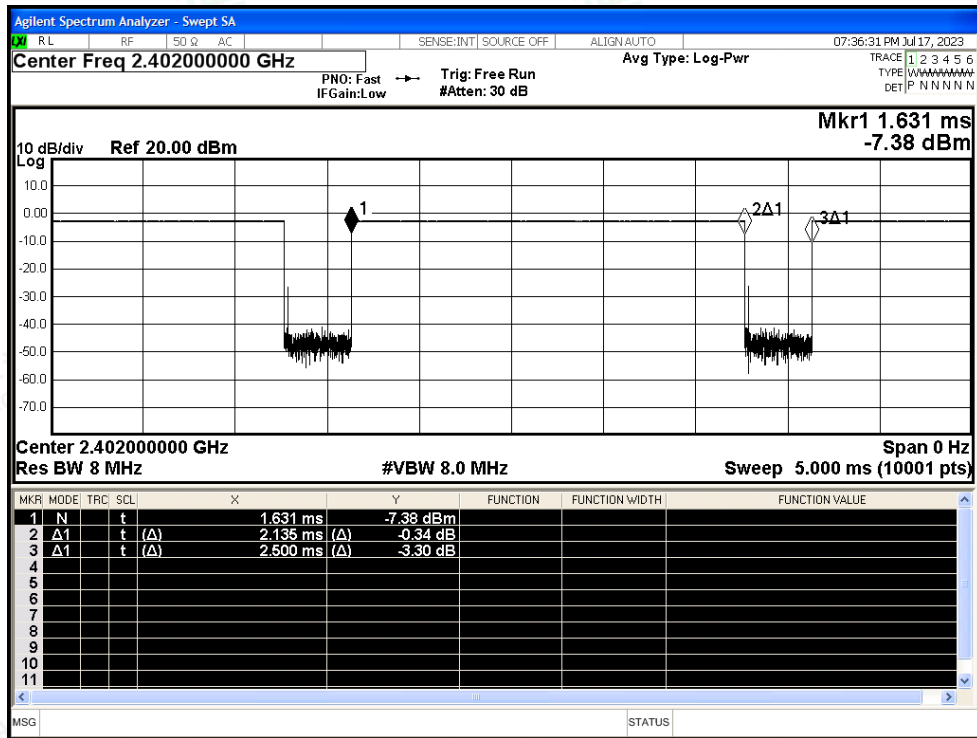 Agilent Spectrum Analyzer - Swept SA
LXI RL RF 50 Ω AC SENSE:INT SOURCE OFF ALIGN AUTO 07:36:31 PM Jul 17, 2023
Center Freq 2.402000000 GHz Avg Type: Log-Pwr TRACE 1 2 3 4 5 6
PNO: Fast Trig: Free Run TYPE W
IFGain:Low #Atten: 30 dB DET P N N N N N
Mkr1 1.631 ms
10 dB/div Ref 20.00 dBm -7.38 dBm
Log
10.0
0.00
-10.0
-20.0
-30.0
-40.0
-50.0
-60.0
-70.0
1
2Δ1
3Δ1
Center 2.402000000 GHz Span 0 Hz
Res BW 8 MHz #VBW 8.0 MHz Sweep 5.000 ms (10001 pts)
MKR MODE TRC SCL X Y FUNCTION FUNCTION WIDTH FUNCTION VALUE
1 N t 1.631 ms -7.38 dBm
2 Δ1 t (Δ) 2.135 ms (Δ) -0.34 dB
3 Δ1 t (Δ) 2.500 ms (Δ) -3.30 dB
4
5
6
7
8
9
10
11
MSG STATUS